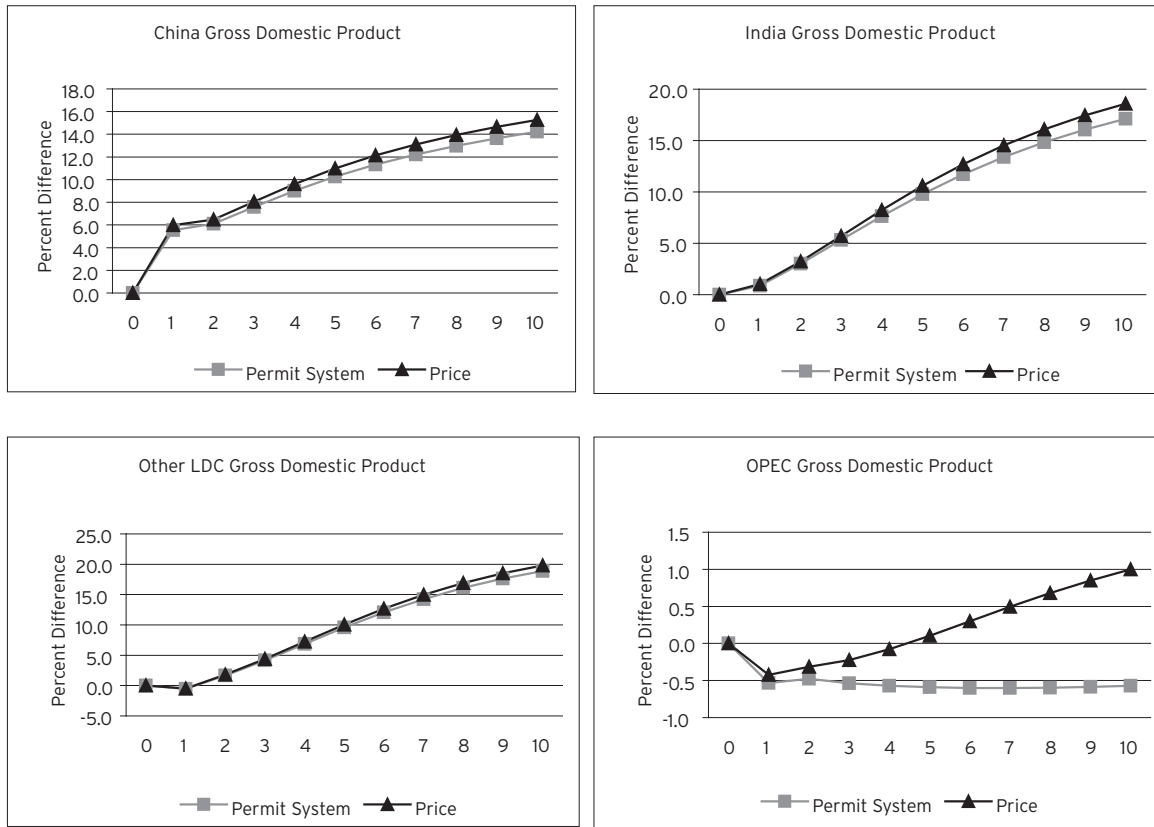 China Gross Domestic Product
Percent Difference
18.0
16.0
14.0
12.0
10.0
8.0
6.0
4.0
2.0
0.0
0 1 2 3 4 5 6 7 8 9 10
Permit System Price
India Gross Domestic Product
Percent Difference
20.0
15.0
10.0
5.0
0.0
0 1 2 3 4 5 6 7 8 9 10
Permit System Price
Other LDC Gross Domestic Product
Percent Difference
25.0
20.0
15.0
10.0
5.0
0.0
-5.0
0 1 2 3 4 5 6 7 8 9 10
Permit System Price
OPEC Gross Domestic Product
Percent Difference
1.5
1.0
0.5
0.0
-0.5
-1.0
0 1 2 3 4 5 6 7 8 9 10
Permit System Price